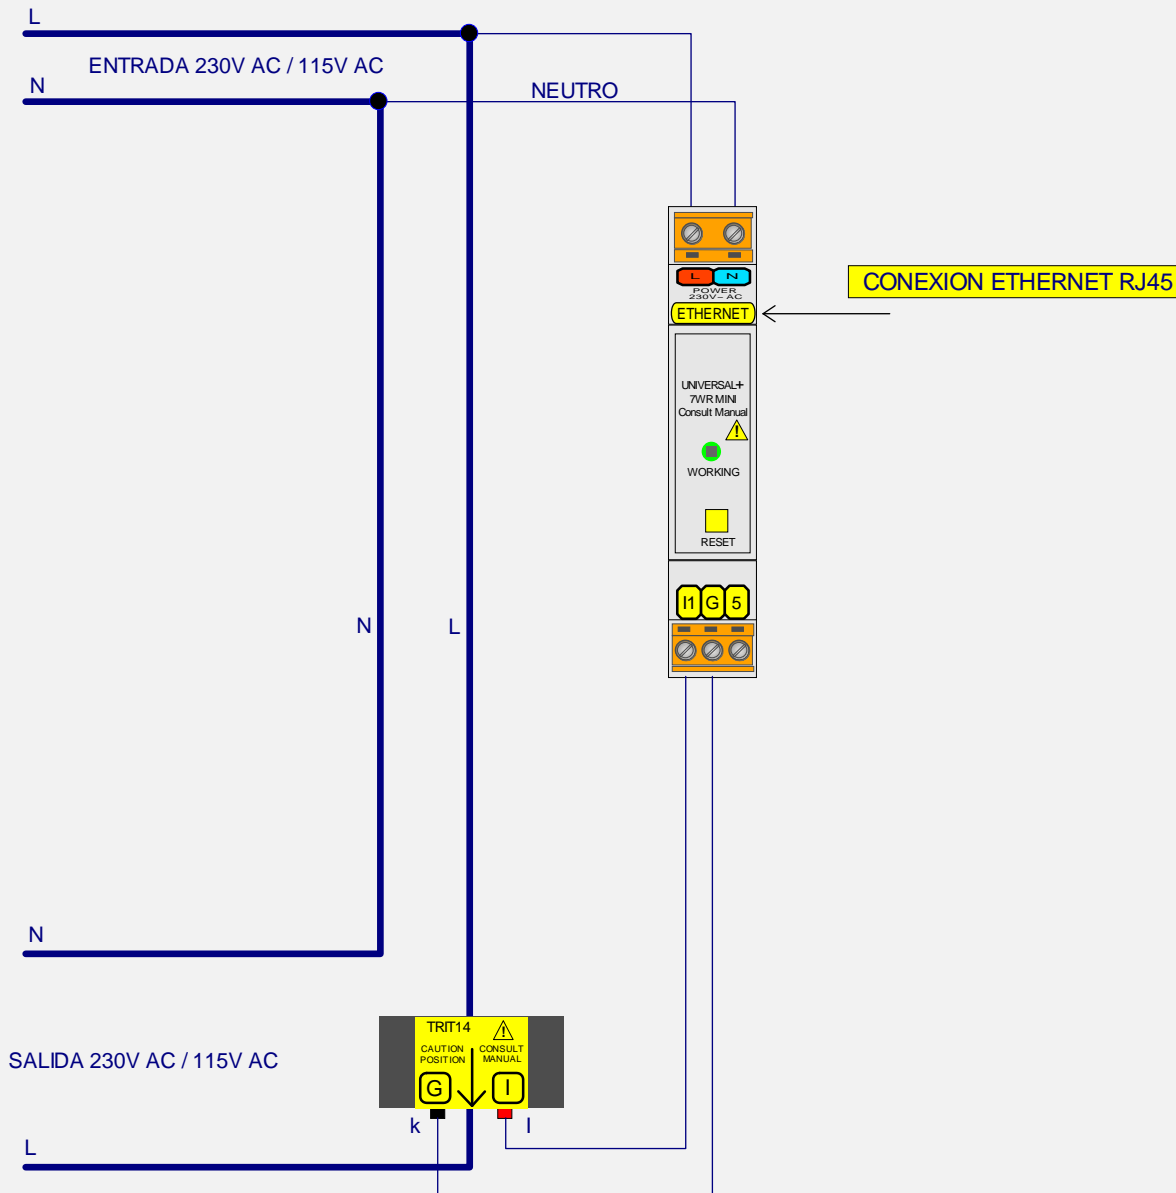 L
ENTRADA 230V AC / 115V AC
N
NEUTRO
L N
POWER
230V~ AC
CONEXION ETHERNET RJ45
ETHERNET
UNIVERSAL+
7WR MINI
Consult Manual
!
WORKING
RESET
I1 G 5
N
L
N
TRIT14
!
CAUTION
POSITION
CONSULT
MANUAL
SALIDA 230V AC / 115V AC
G I
k l
L